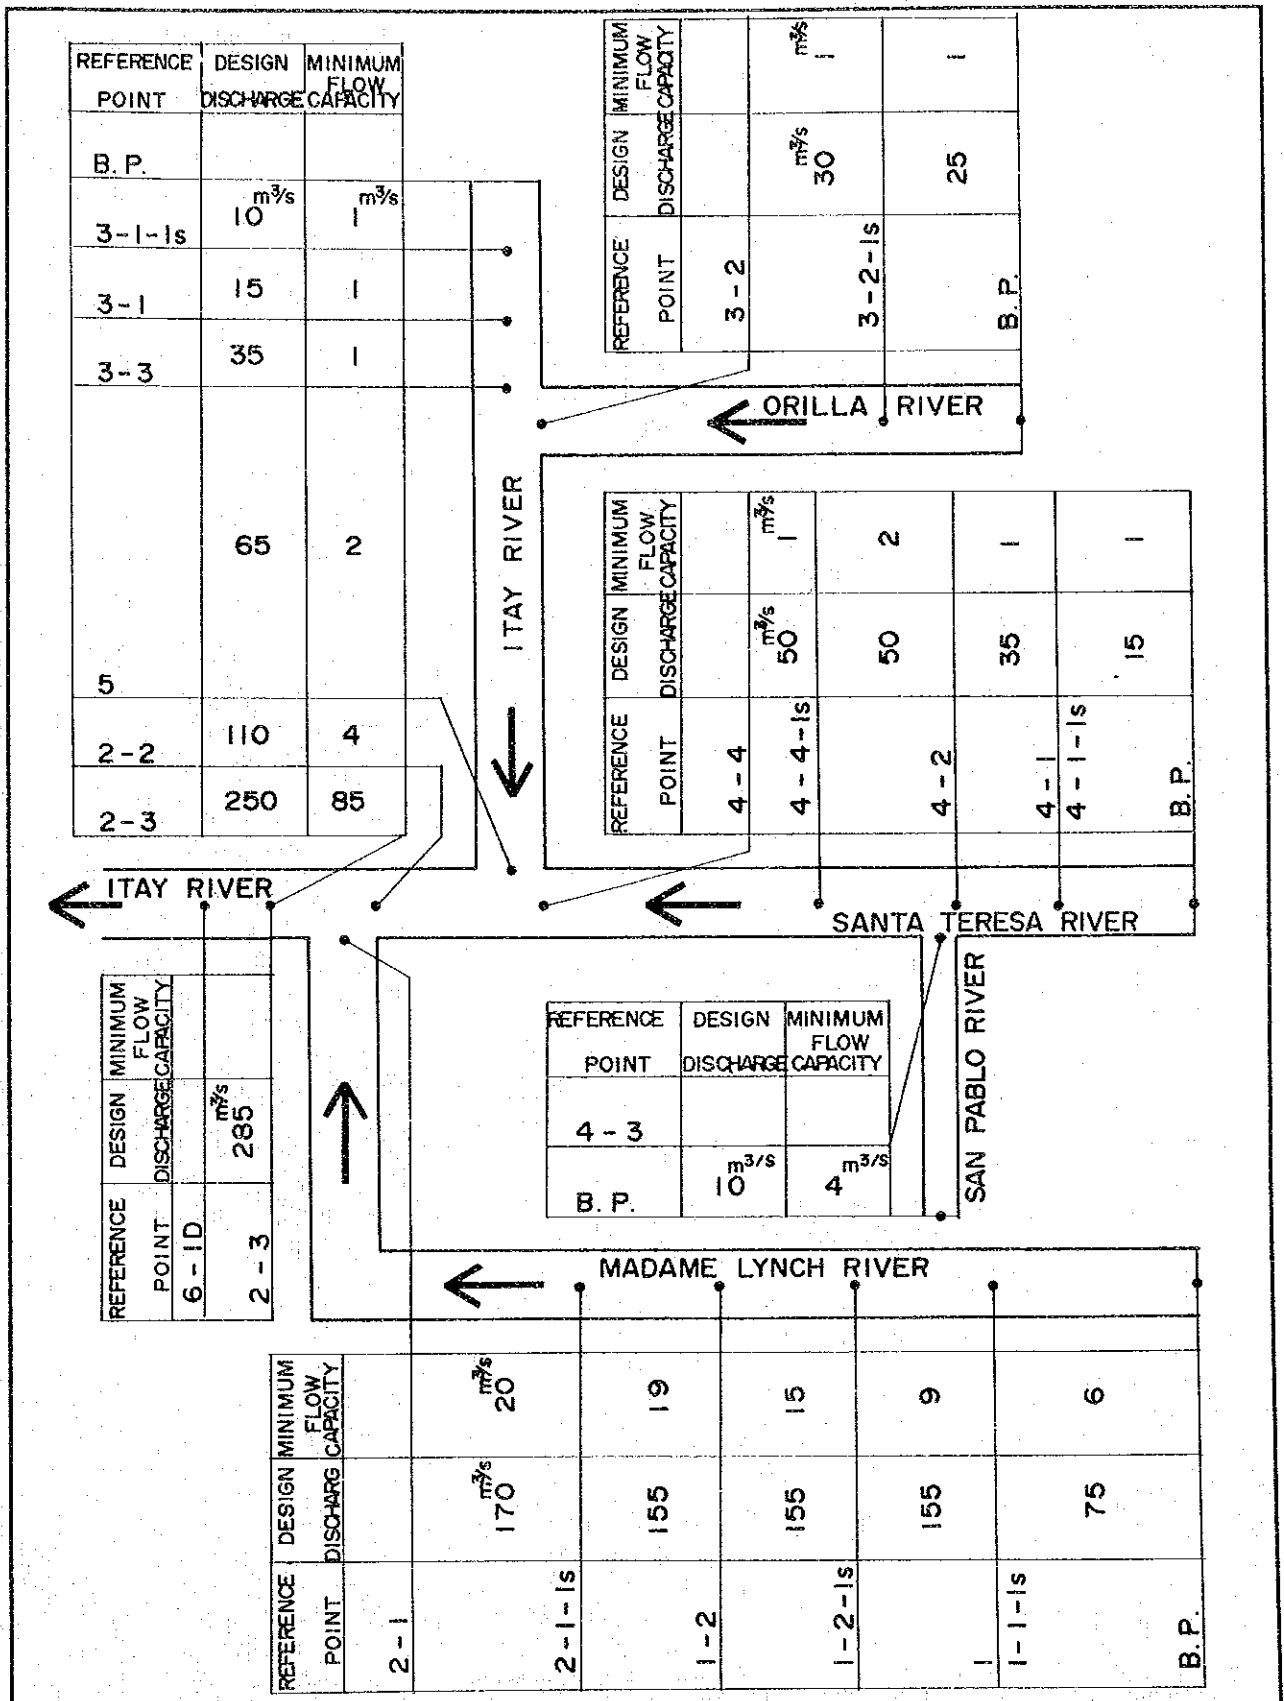 REFERENCE DESIGN MINIMUM
FLOW
POINT DISCHARGE CAPACITY
B. P.
10 m³/s 1 m³/s
3-1-1s
15 1
3-1
35 1
3-3
65 2
5
110 4
2-2
250 85
2-3
REFERENCE DESIGN MINIMUM
FLOW
POINT DISCHARGE CAPACITY
3-2
m³/s m³/s
30 1
3-2-1s
25 1
B. P.
ORILLA RIVER
ITAY RIVER
REFERENCE DESIGN MINIMUM
FLOW
POINT DISCHARGE CAPACITY
4-4
m³/s m³/s
50 1
4-4-1s
50 2
4-2
35 1
4-1
4-1-1s
15 1
B. P.
ITAY RIVER
SANTA TERESA RIVER
SAN PABLO RIVER
REFERENCE DESIGN MINIMUM
FLOW
POINT DISCHARGE CAPACITY
6-1D
m³/s
285
2-3
REFERENCE DESIGN MINIMUM
FLOW
POINT DISCHARGE CAPACITY
4-3
m³/s m³/s
10 4
B. P.
MADAME LYNCH RIVER
REFERENCE DESIGN MINIMUM
FLOW
POINT DISCHARG CAPACITY
2-1
m³/s m³/s
170 20
2-1-1s
155 19
1-2
155 15
1-2-1s
155 9
1
1-1-1s
75 6
B. P.